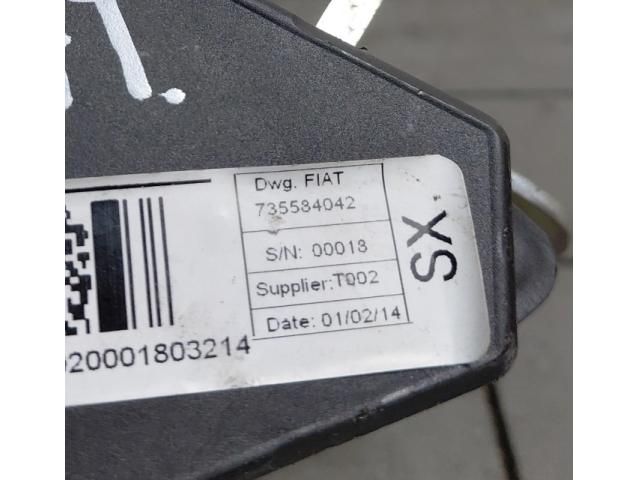 Dwg. FIAT
735584042
S/N: 00018
Supplier:T002
Date: 01/02/14
SX
20001803214